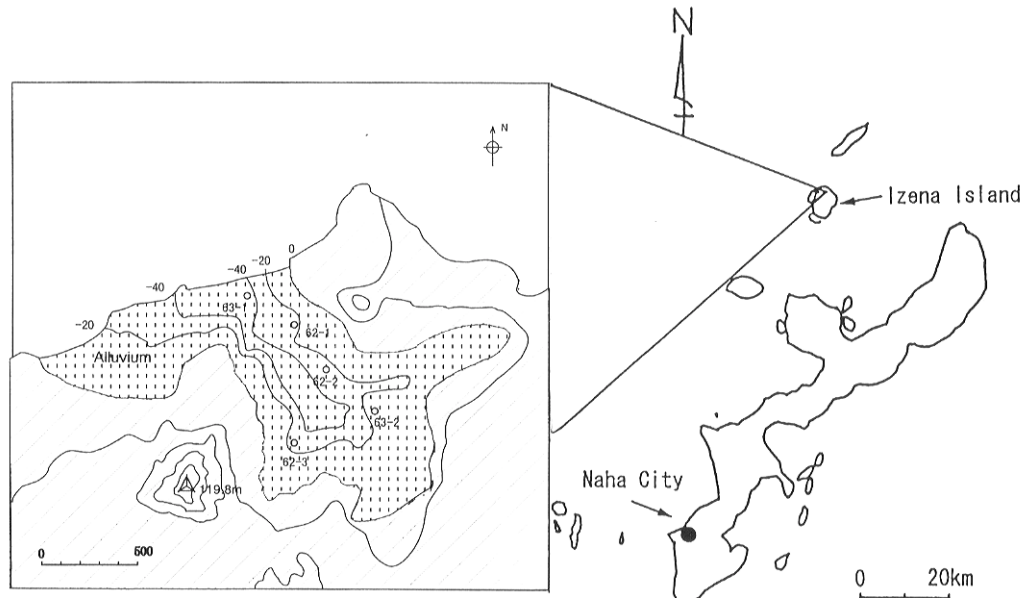 N
N
Izena Island
0
-20
-40
-40
63-1
-20
62-1
Alluvium
62-2
63-2
62-3
Naha City
119.8m
0 500
0 20km